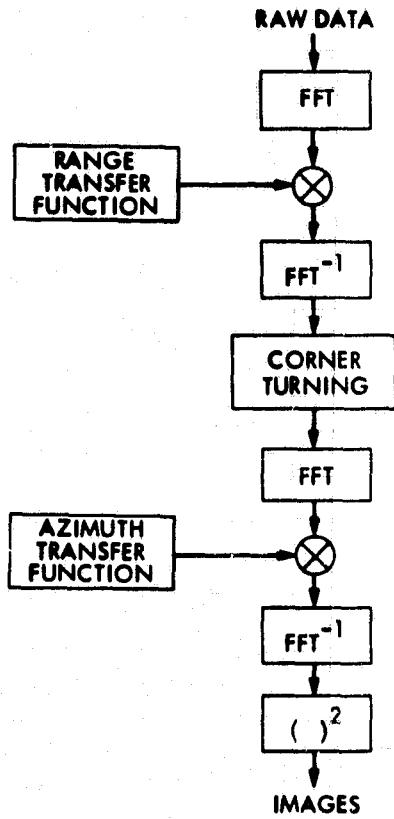 RAW DATA
FFT
RANGE
TRANSFER
FUNCTION
FFT⁻¹
CORNER
TURNING
FFT
AZIMUTH
TRANSFER
FUNCTION
FFT⁻¹
( )²
IMAGES